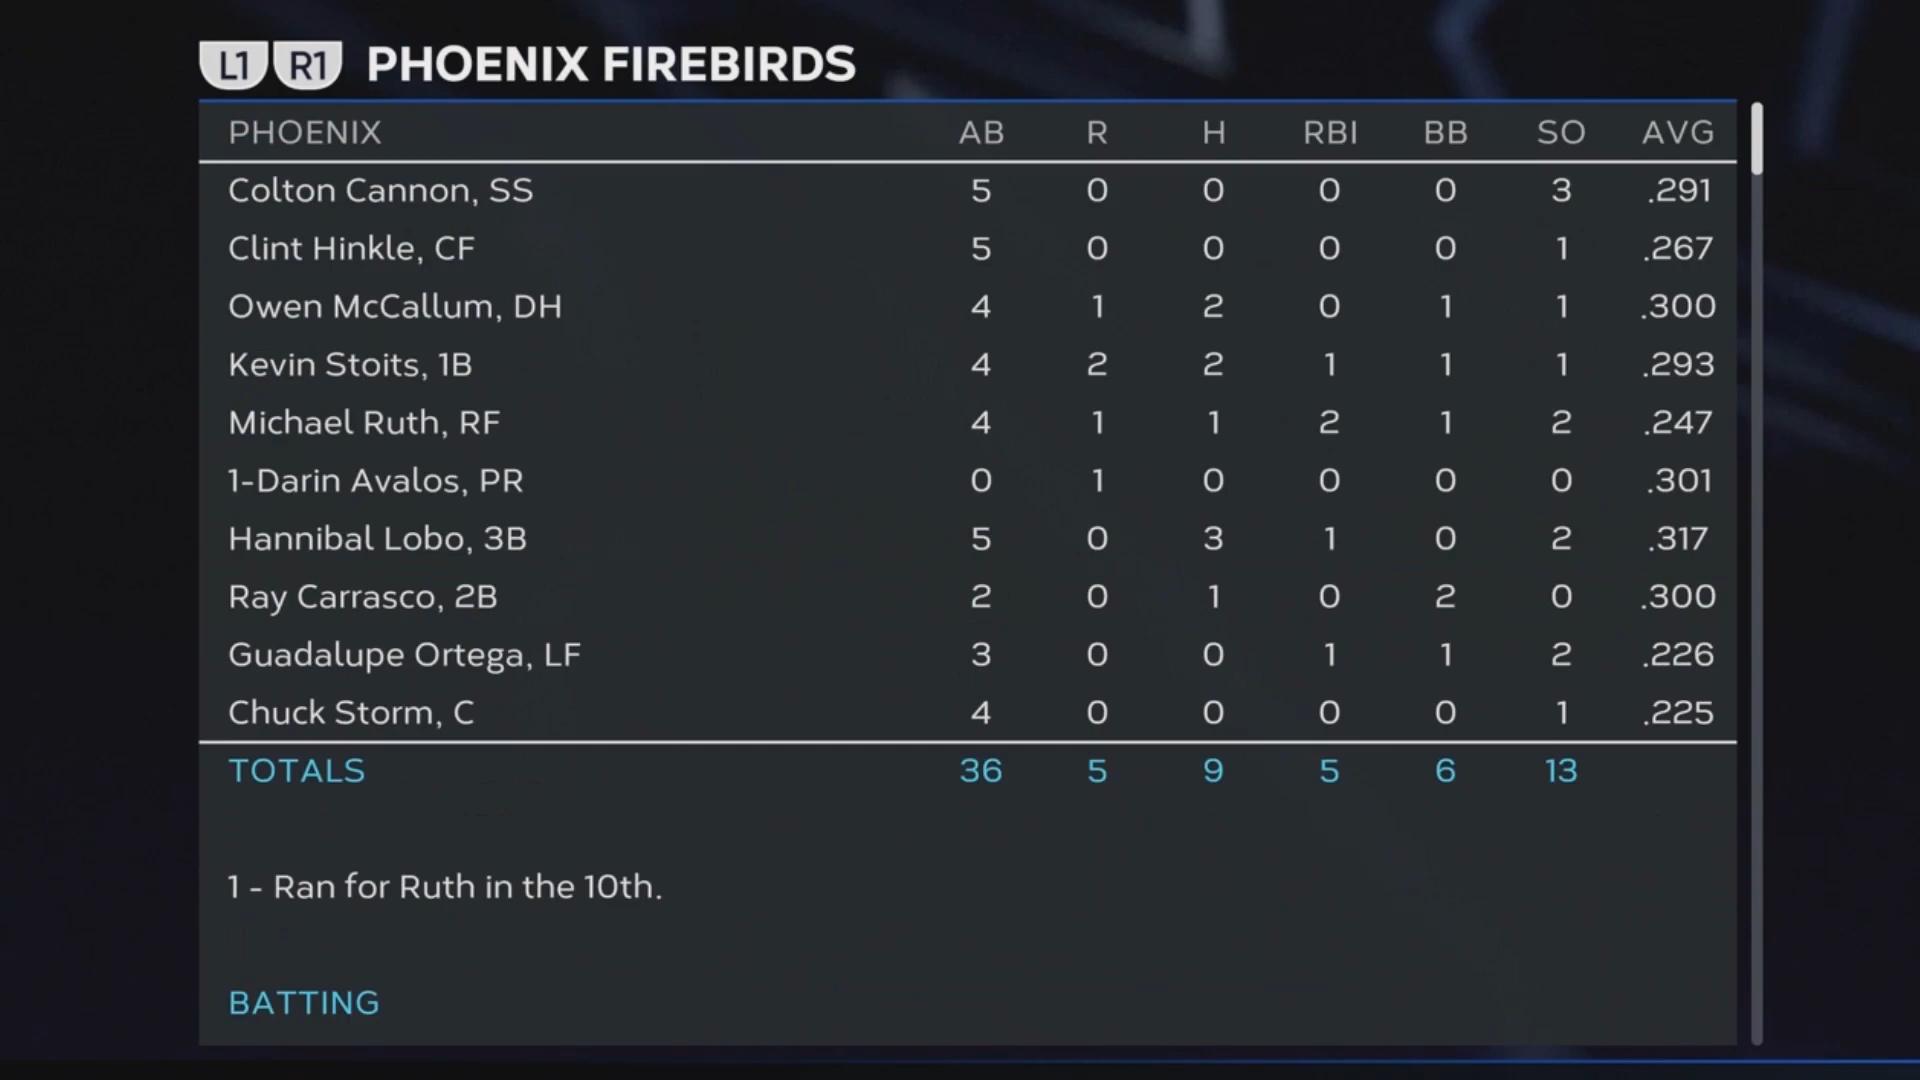 L1 R1 PHOENIX FIREBIRDS
PHOENIX AB R H RBI BB SO AVG
Colton Cannon, SS 5 0 0 0 0 3 .291
Clint Hinkle, CF 5 0 0 0 0 1 .267
Owen McCallum, DH 4 1 2 0 1 1 .300
Kevin Stoits, 1B 4 2 2 1 1 1 .293
Michael Ruth, RF 4 1 1 2 1 2 .247
1-Darin Avalos, PR 0 1 0 0 0 0 .301
Hannibal Lobo, 3B 5 0 3 1 0 2 .317
Ray Carrasco, 2B 2 0 1 0 2 0 .300
Guadalupe Ortega, LF 3 0 0 1 1 2 .226
Chuck Storm, C 4 0 0 0 0 1 .225
TOTALS 36 5 9 5 6 13
1 - Ran for Ruth in the 10th.
BATTING